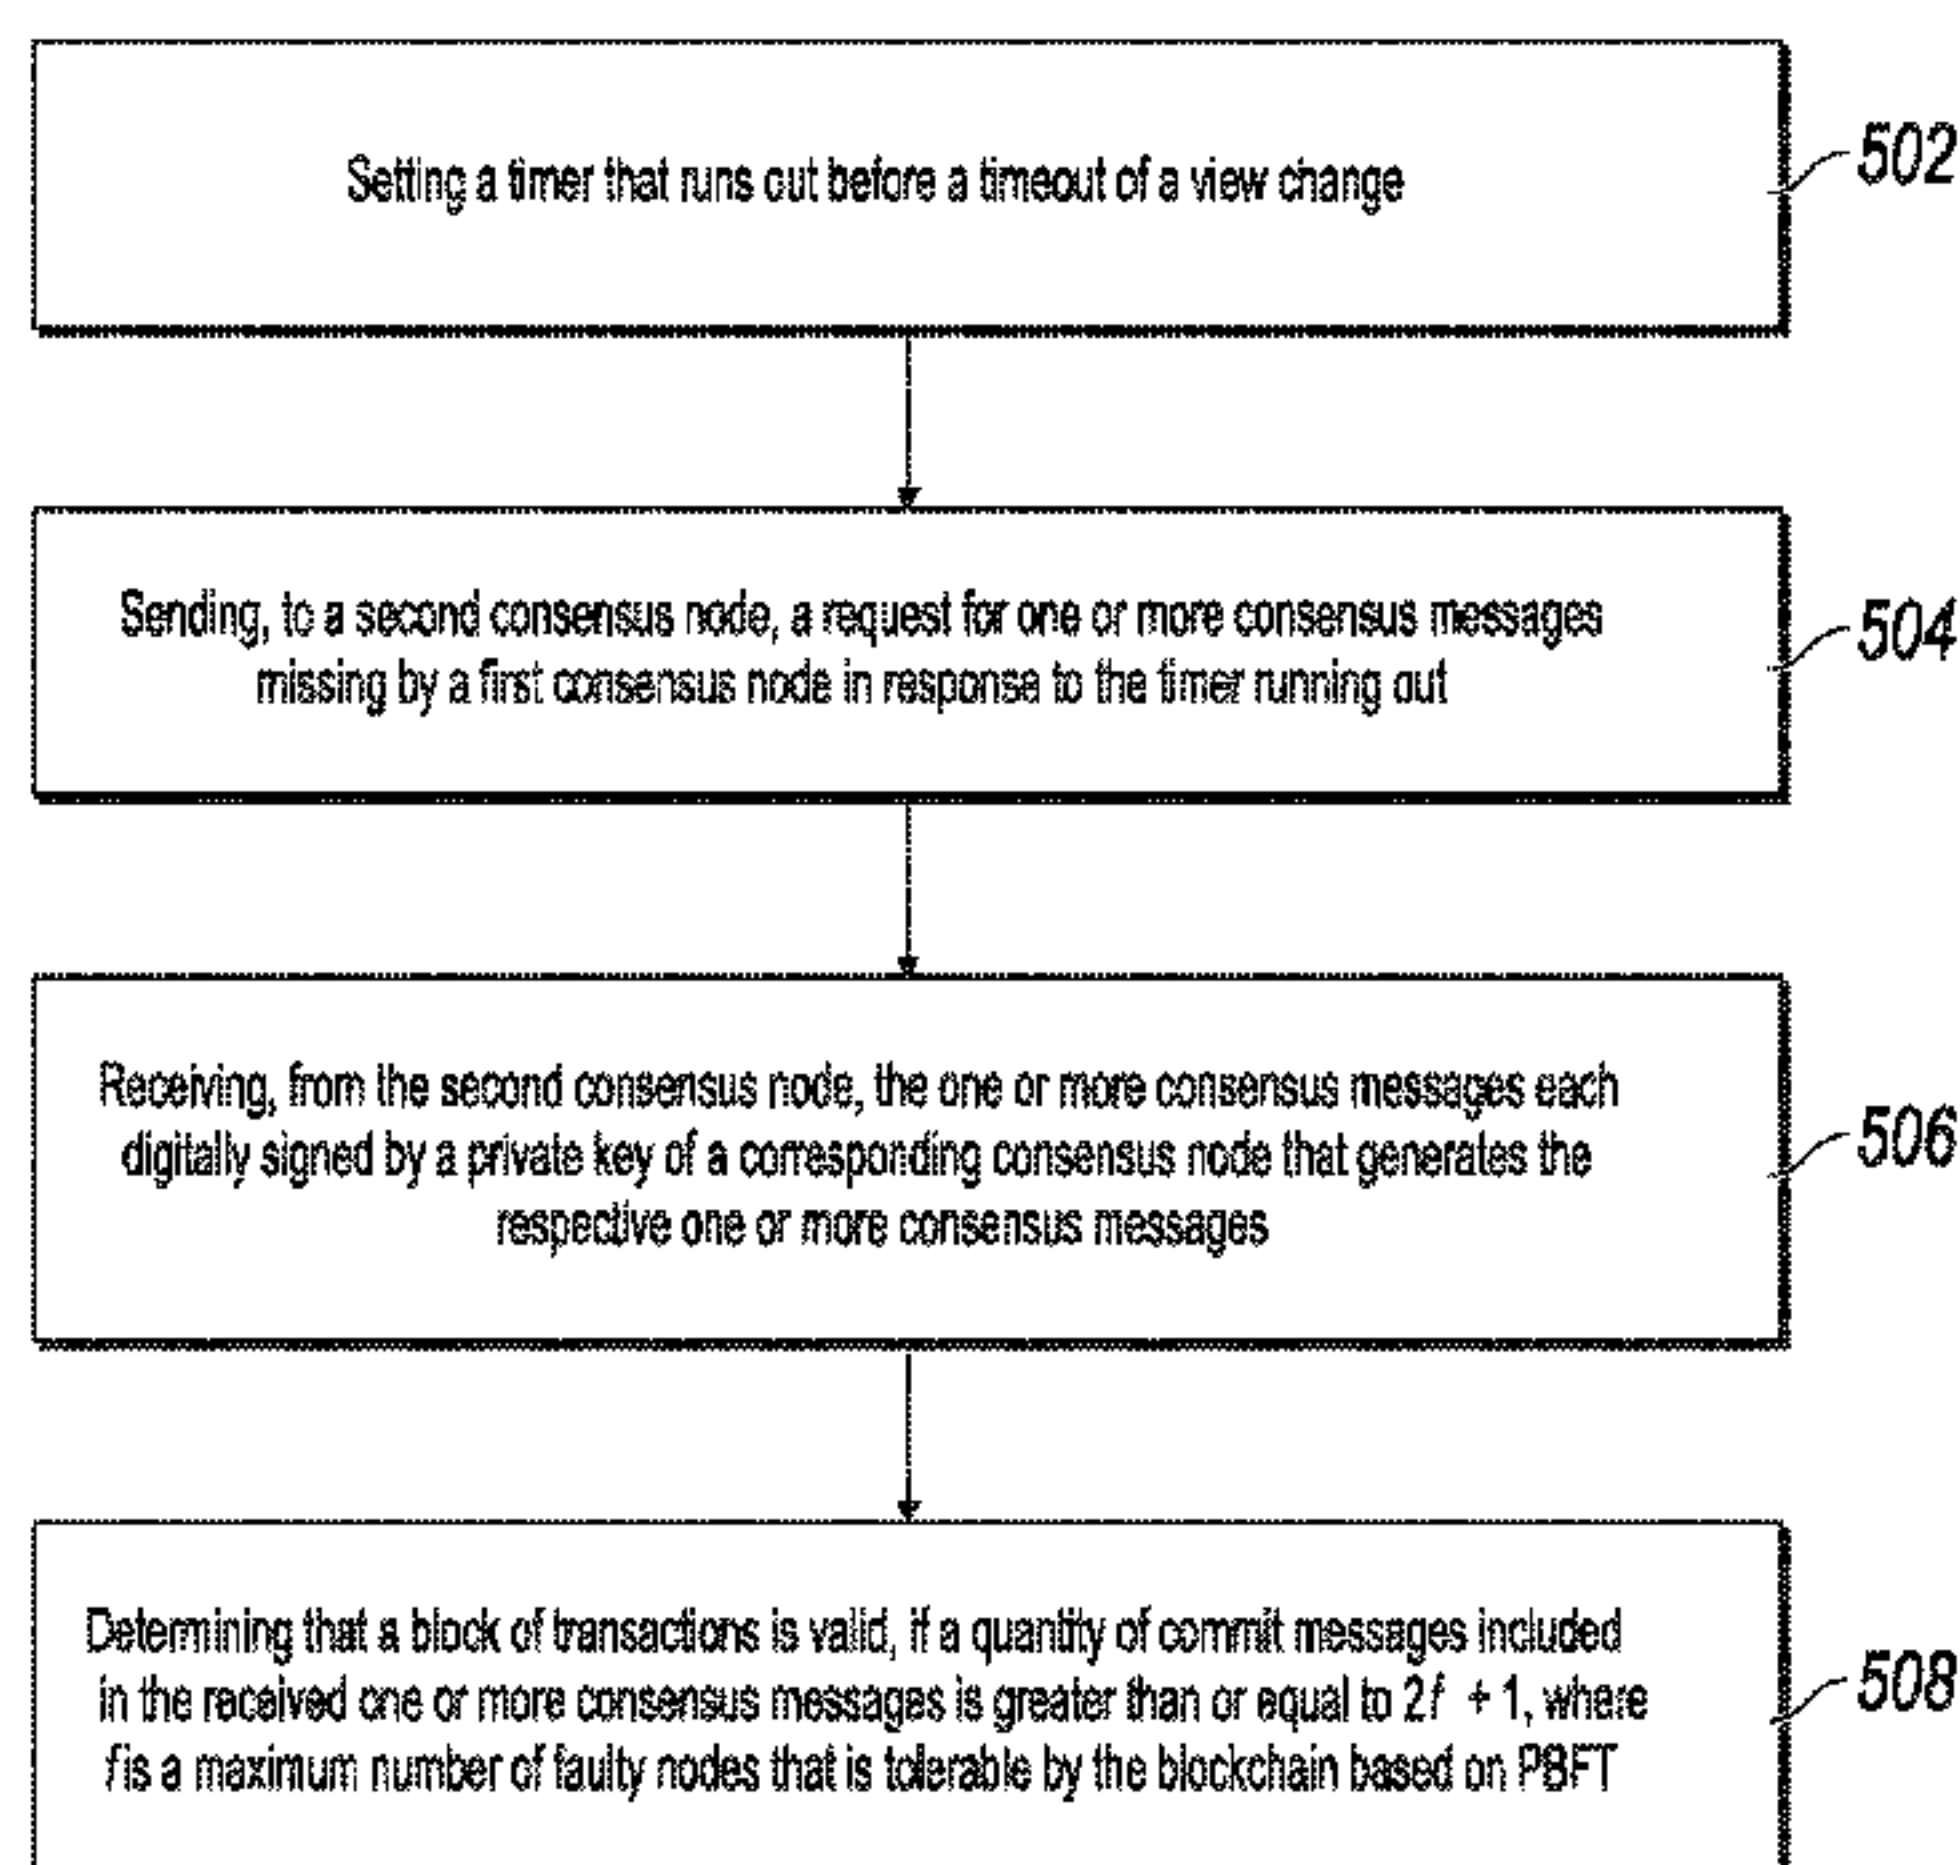 Setting a timer that runs out before a timeout of a view change
502
Sending, to a second consensus node, a request for one or more consensus messages
missing by a first consensus node in response to the timer running out
504
Receiving, from the second consensus node, the one or more consensus messages each
digitally signed by a private key of a corresponding consensus node that generates the
respective one or more consensus messages
506
Determining that a block of transactions is valid, if a quantity of commit messages included
in the received one or more consensus messages is greater than or equal to 2f + 1, where
f is a maximum number of faulty nodes that is tolerable by the blockchain based on PBFT
508